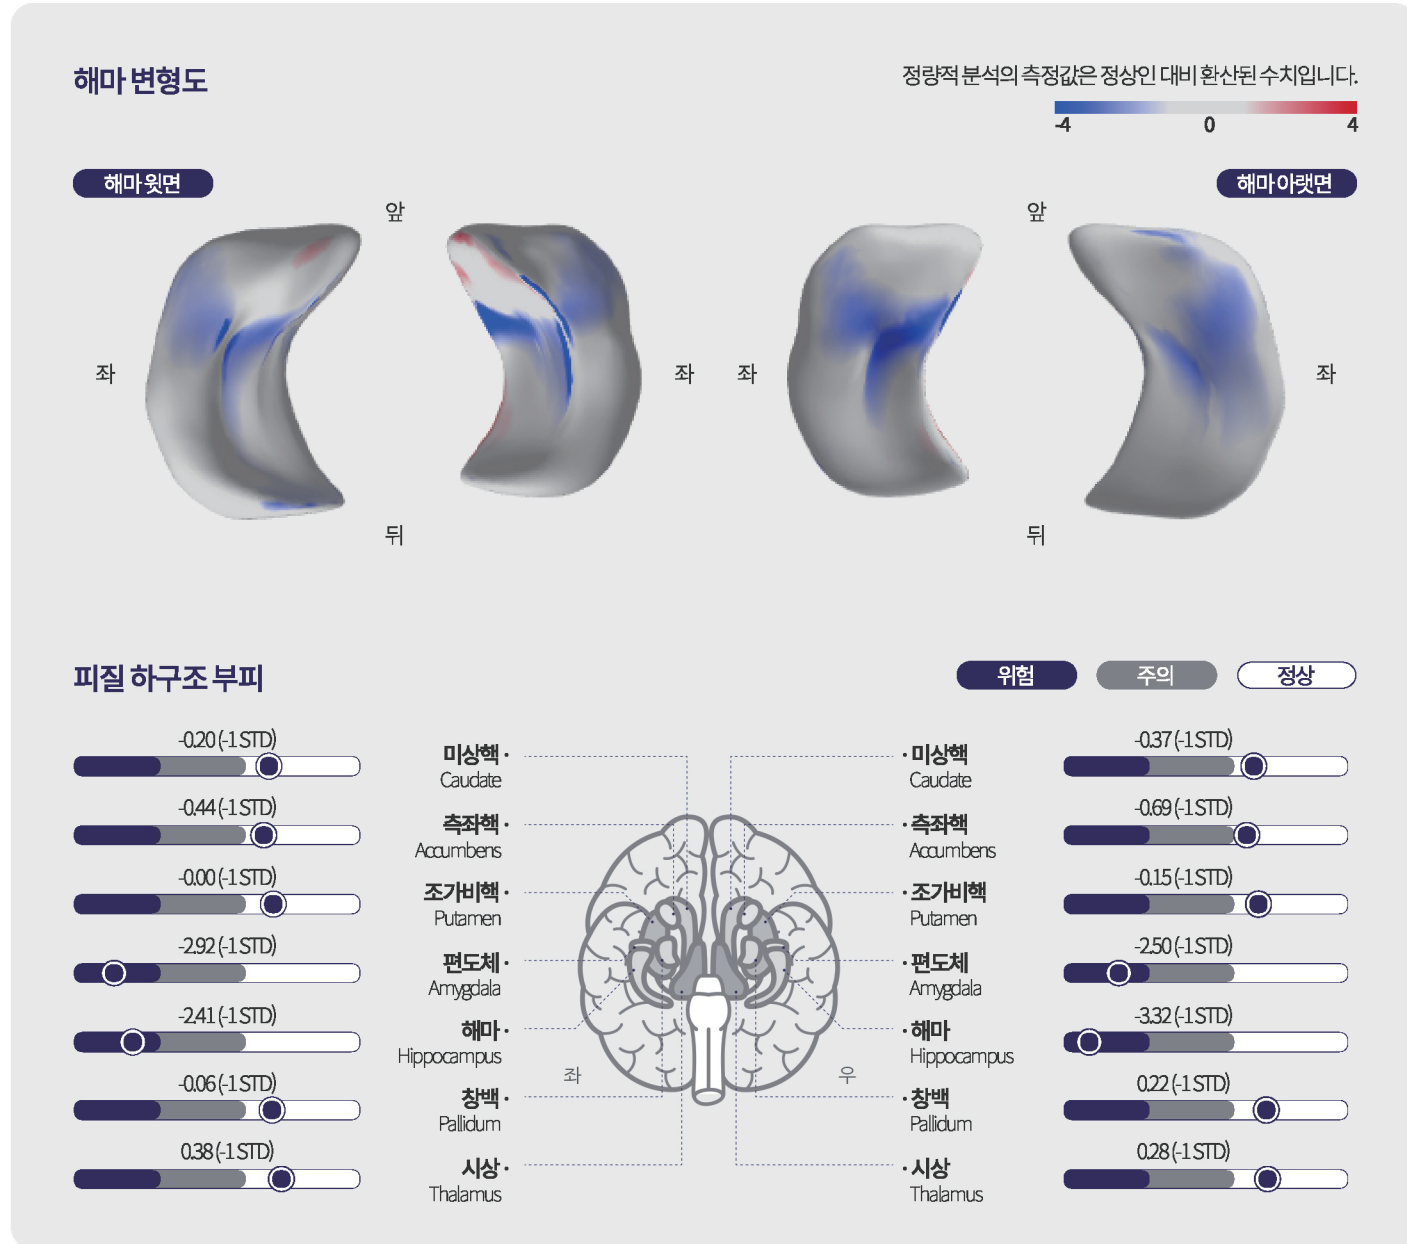 해마 변형도
정량적 분석의 측정값은 정상인 대비 환산된 수치입니다.
-4 0 4
해마 윗면
해마 아랫면
앞 앞
좌 좌 좌 좌
뒤 뒤
피질 하구조 부피
위험 주의 정상
-0.20 (-1 STD)
미상핵 ·
Caudate
· 미상핵
Caudate
-0.37 (-1 STD)
-0.44 (-1 STD)
측좌핵 ·
Accumbens
· 측좌핵
Accumbens
-0.69 (-1 STD)
-0.00 (-1 STD)
조가비핵 ·
Putamen
· 조가비핵
Putamen
-0.15 (-1 STD)
-2.92 (-1 STD)
편도체 ·
Amygdala
· 편도체
Amygdala
-2.50 (-1 STD)
-2.41 (-1 STD)
해마 ·
Hippocampus
· 해마
Hippocampus
-3.32 (-1 STD)
좌 우
-0.06 (-1 STD)
창백 ·
Pallidum
· 창백
Pallidum
0.22 (-1 STD)
0.38 (-1 STD)
시상 ·
Thalamus
· 시상
Thalamus
0.28 (-1 STD)